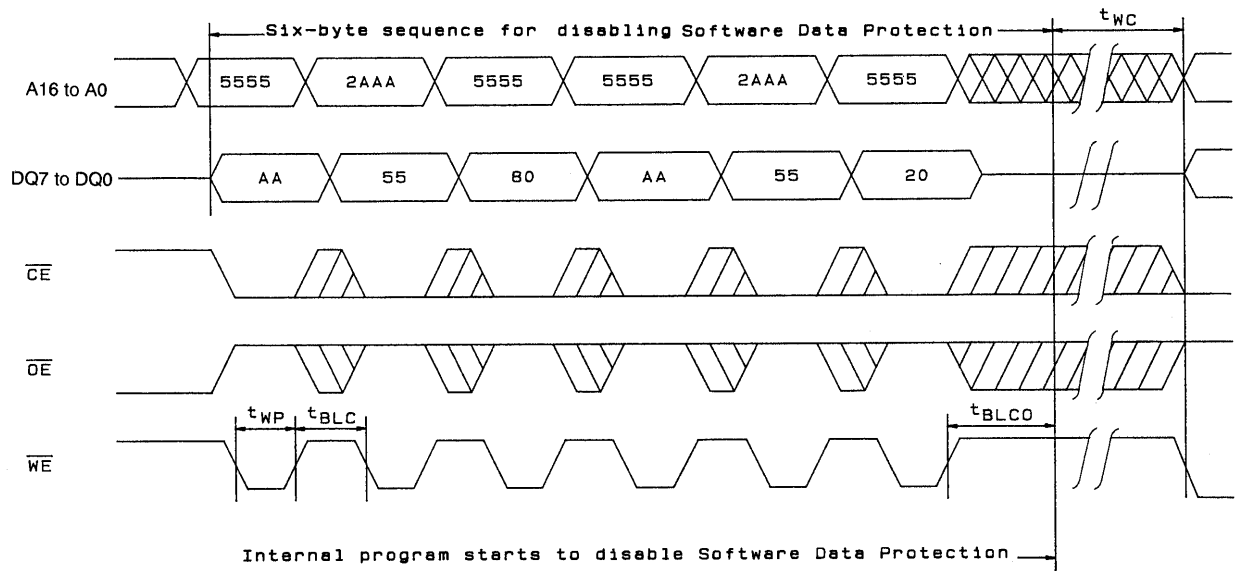 Six-byte sequence for disabling Software Data Protection
tWC
A16 to A0
5555 2AAA 5555 5555 2AAA 5555
DQ7 to DQ0
AA 55 80 AA 55 20
CE
OE
tWP tBLC tBLCO
WE
Internal program starts to disable Software Data Protection